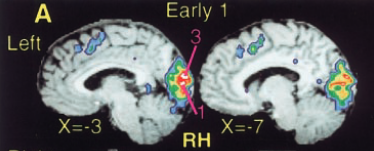 A
Early 1
Left
3
1
X=-3
X=-7
RH